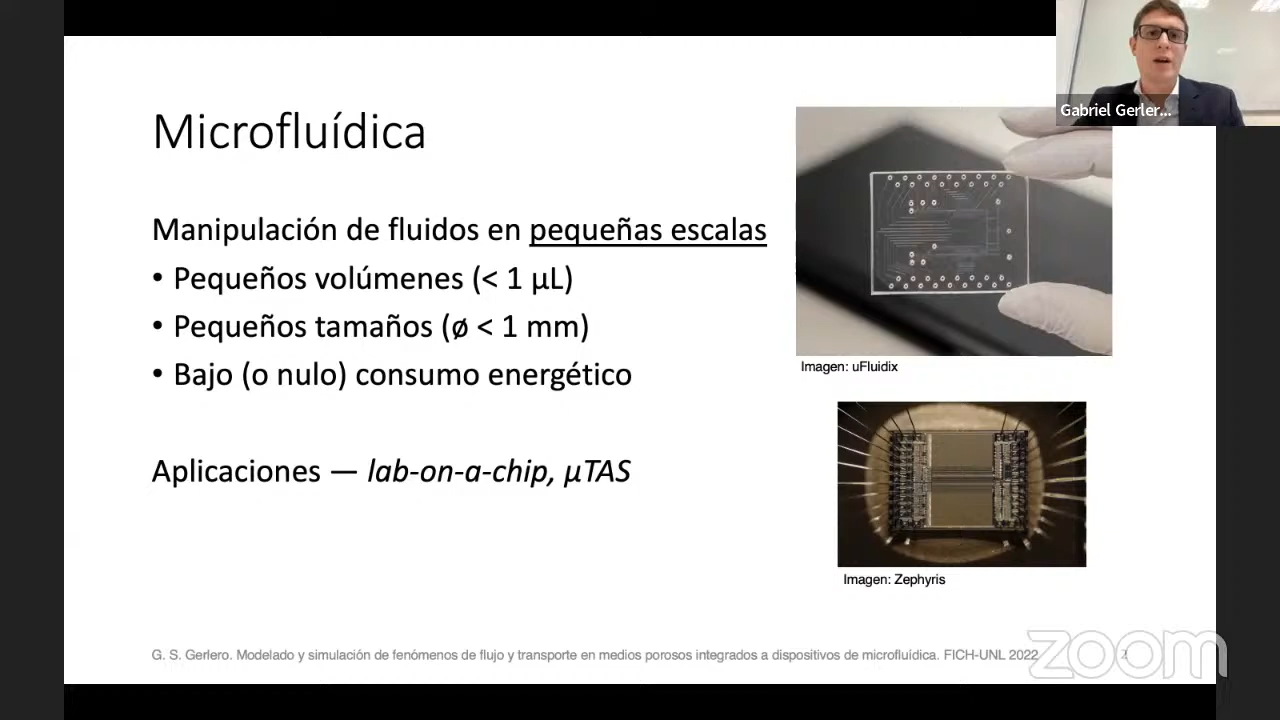 Gabriel Gerler...
Microfluídica
Manipulación de fluidos en pequeñas escalas
• Pequeños volúmenes (< 1 µL)
• Pequeños tamaños (ø < 1 mm)
• Bajo (o nulo) consumo energético
Aplicaciones — lab-on-a-chip, µTAS
Imagen: uFluidix
Imagen: Zephyris
G. S. Gerlero. Modelado y simulación de fenómenos de flujo y transporte en medios porosos integrados a dispositivos de microfluídica. FICH-UNL 2022
2
zoom